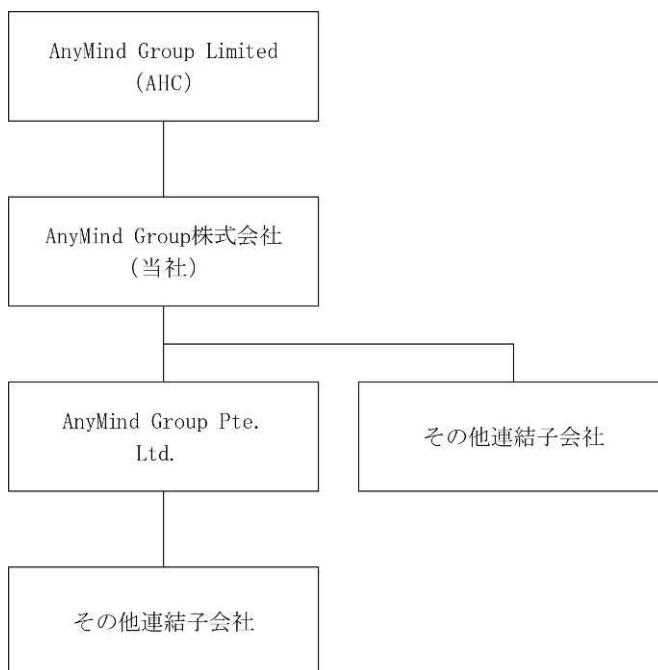 AnyMind Group Limited
(AHC)
AnyMind Group株式会社
(当社)
AnyMind Group Pte.
Ltd.
その他連結子会社
その他連結子会社